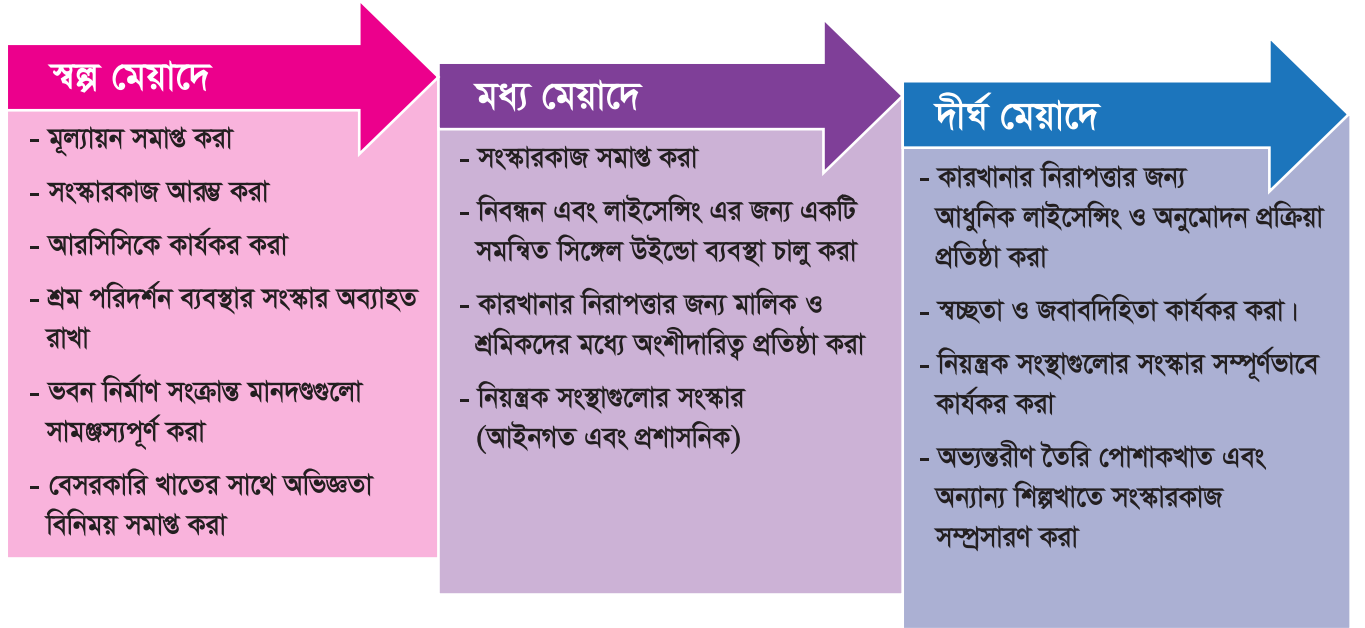 স্বল্প মেয়াদে
- মূল্যায়ন সমাপ্ত করা
- সংস্কারকাজ আরম্ভ করা
- আরসিসিকে কার্যকর করা
- শ্রম পরিদর্শন ব্যবস্থার সংস্কার অব্যাহত
রাখা
- ভবন নির্মাণ সংক্রান্ত মানদণ্ডগুলো
সামঞ্জস্যপূর্ণ করা
- বেসরকারি খাতের সাথে অভিজ্ঞতা
বিনিময় সমাপ্ত করা
মধ্য মেয়াদে
- সংস্কারকাজ সমাপ্ত করা
- নিবন্ধন এবং লাইসেন্সিং এর জন্য একটি
সমন্বিত সিঙ্গেল উইন্ডো ব্যবস্থা চালু করা
- কারখানার নিরাপত্তার জন্য মালিক ও
শ্রমিকদের মধ্যে অংশীদারিত্ব প্রতিষ্ঠা করা
- নিয়ন্ত্রক সংস্থাগুলোর সংস্কার
(আইনগত এবং প্রশাসনিক)
দীর্ঘ মেয়াদে
- কারখানার নিরাপত্তার জন্য
আধুনিক লাইসেন্সিং ও অনুমোদন প্রক্রিয়া
প্রতিষ্ঠা করা
- স্বচ্ছতা ও জবাবদিহিতা কার্যকর করা।
- নিয়ন্ত্রক সংস্থাগুলোর সংস্কার সম্পূর্ণভাবে
কার্যকর করা
- অভ্যন্তরীণ তৈরি পোশাকখাত এবং
অন্যান্য শিল্পখাতে সংস্কারকাজ
সম্প্রসারণ করা